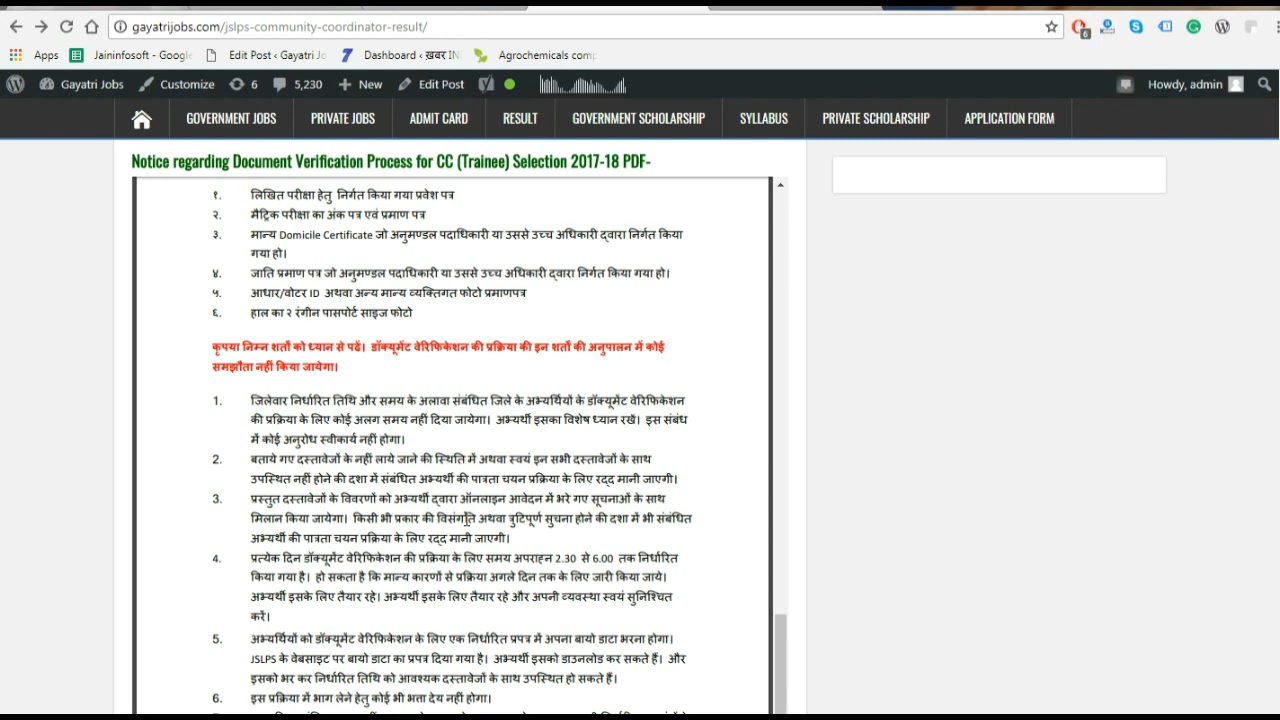 gayatrijobs.com/jslps-community-coordinator-result/
6
Apps Jaininfosoft - Google Edit Post ‹ Gayatri Jo Dashboard ‹ ख़बर IN Agrochemicals com
Gayatri Jobs Customize 6 5,230 New Edit Post Howdy, admin
GOVERNMENT JOBS PRIVATE JOBS ADMIT CARD RESULT GOVERNMENT SCHOLARSHIP SYLLABUS PRIVATE SCHOLARSHIP APPLICATION FORM
Notice regarding Document Verification Process for CC (Trainee) Selection 2017-18 PDF-
१. लिखित परीक्षा हेतु निर्गत किया गया प्रवेश पत्र
२. मैट्रिक परीक्षा का अंक पत्र एवं प्रमाण पत्र
३. मान्य Domicile Certificate जो अनुमण्डल पदाधिकारी या उससे उच्च अधिकारी द्वारा निर्गत किया
गया हो।
४. जाति प्रमाण पत्र जो अनुमण्डल पदाधिकारी या उससे उच्च अधिकारी द्वारा निर्गत किया गया हो।
५. आधार/वोटर ID अथवा अन्य मान्य व्यक्तिगत फोटो प्रमाणपत्र
६. हाल का २ रंगीन पासपोर्ट साइज फोटो
कृपया निम्न शर्तों को ध्यान से पढें। डॉक्यूमेंट वेरिफिकेशन की प्रक्रिया की इन शर्तों की अनुपालन में कोई
समझौता नहीं किया जायेगा।
1. जिलेवार निर्धारित तिथि और समय के अलावा संबंधित जिले के अभ्यर्थियों के डॉक्यूमेंट वेरिफिकेशन
की प्रक्रिया के लिए कोई अलग समय नहीं दिया जायेगा। अभ्यर्थी इसका विशेष ध्यान रखें। इस संबंध
में कोई अनुरोध स्वीकार्य नहीं होगा।
2. बताये गए दस्तावेजों के नहीं लाये जाने की स्थिति में अथवा स्वयं इन सभी दस्तावेजों के साथ
उपस्थित नहीं होने की दशा में संबंधित अभ्यर्थी की पात्रता चयन प्रक्रिया के लिए रद्द मानी जाएगी।
3. प्रस्तुत दस्तावेजों के विवरणों को अभ्यर्थी द्वारा ऑनलाइन आवेदन में भरे गए सूचनाओं के साथ
मिलान किया जायेगा। किसी भी प्रकार की विसंगति अथवा त्रुटिपूर्ण सुचना होने की दशा में भी संबंधित
अभ्यर्थी की पात्रता चयन प्रक्रिया के लिए रद्द मानी जाएगी।
4. प्रत्येक दिन डॉक्यूमेंट वेरिफिकेशन की प्रक्रिया के लिए समय अपराहन 2.30 से 6.00 तक निर्धारित
किया गया है। हो सकता है कि मान्य कारणों से प्रक्रिया अगले दिन तक के लिए जारी किया जाये।
अभ्यर्थी इसके लिए तैयार रहे। अभ्यर्थी इसके लिए तैयार रहे और अपनी व्यवस्था स्वयं सुनिश्चित
करें।
5. अभ्यर्थियों को डॉक्यूमेंट वेरिफिकेशन के लिए एक निर्धारित प्रपत्र में अपना बायो डाटा भरना होगा।
JSLPS के वेबसाइट पर बायो डाटा का प्रपत्र दिया गया है। अभ्यर्थी इसको डाउनलोड कर सकते हैं। और
इसको भर कर निर्धारित तिथि को आवश्यक दस्तावेजों के साथ उपस्थित हो सकते हैं।
6. इस प्रक्रिया में भाग लेने हेतु कोई भी भत्ता देय नहीं होगा।